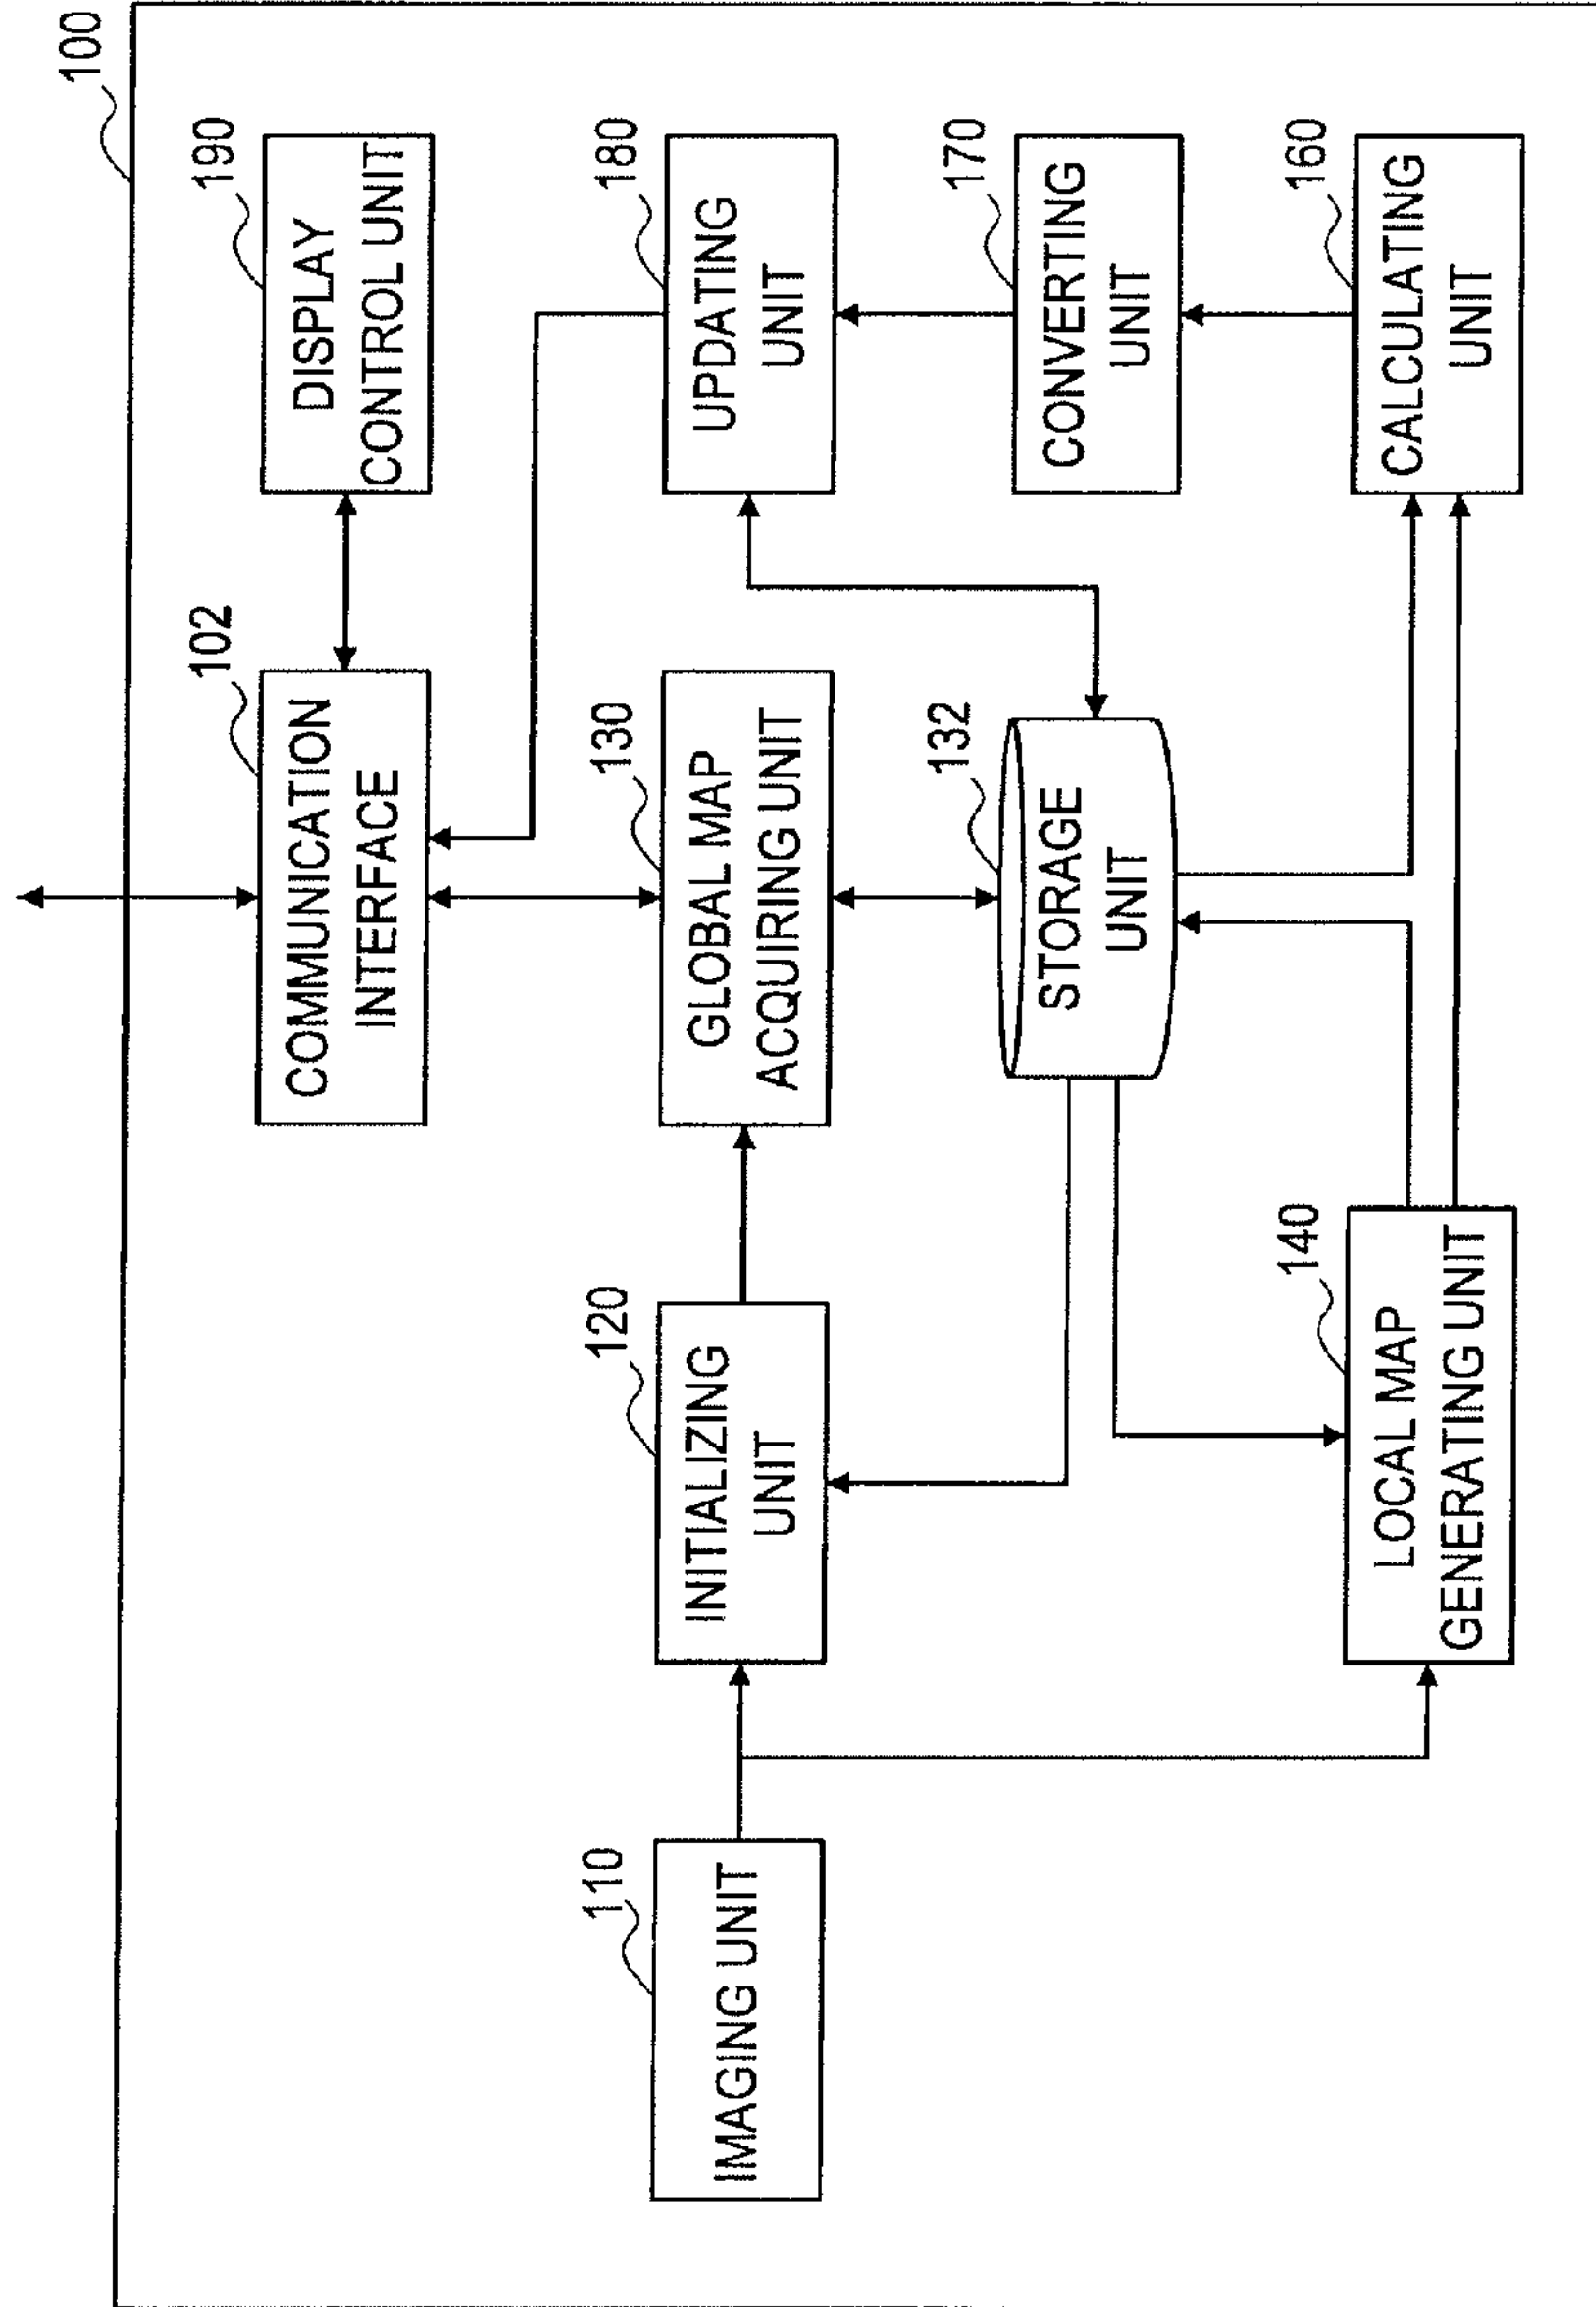 100
102
COMMUNICATION
INTERFACE
190
DISPLAY
CONTROL UNIT
110
IMAGING UNIT
120
INITIALIZING
UNIT
130
GLOBAL MAP
ACQUIRING UNIT
180
UPDATING
UNIT
132
STORAGE
UNIT
170
CONVERTING
UNIT
140
LOCAL MAP
GENERATING UNIT
160
CALCULATING
UNIT